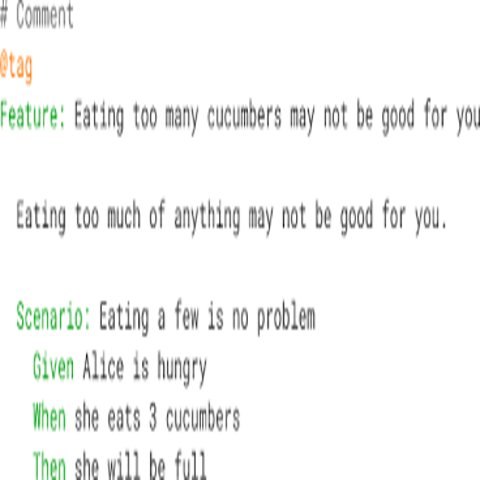 # Comment
@tag
Feature: Eating too many cucumbers may not be good for you
Eating too much of anything may not be good for you.
Scenario: Eating a few is no problem
Given Alice is hungry
When she eats 3 cucumbers
Then she will be full